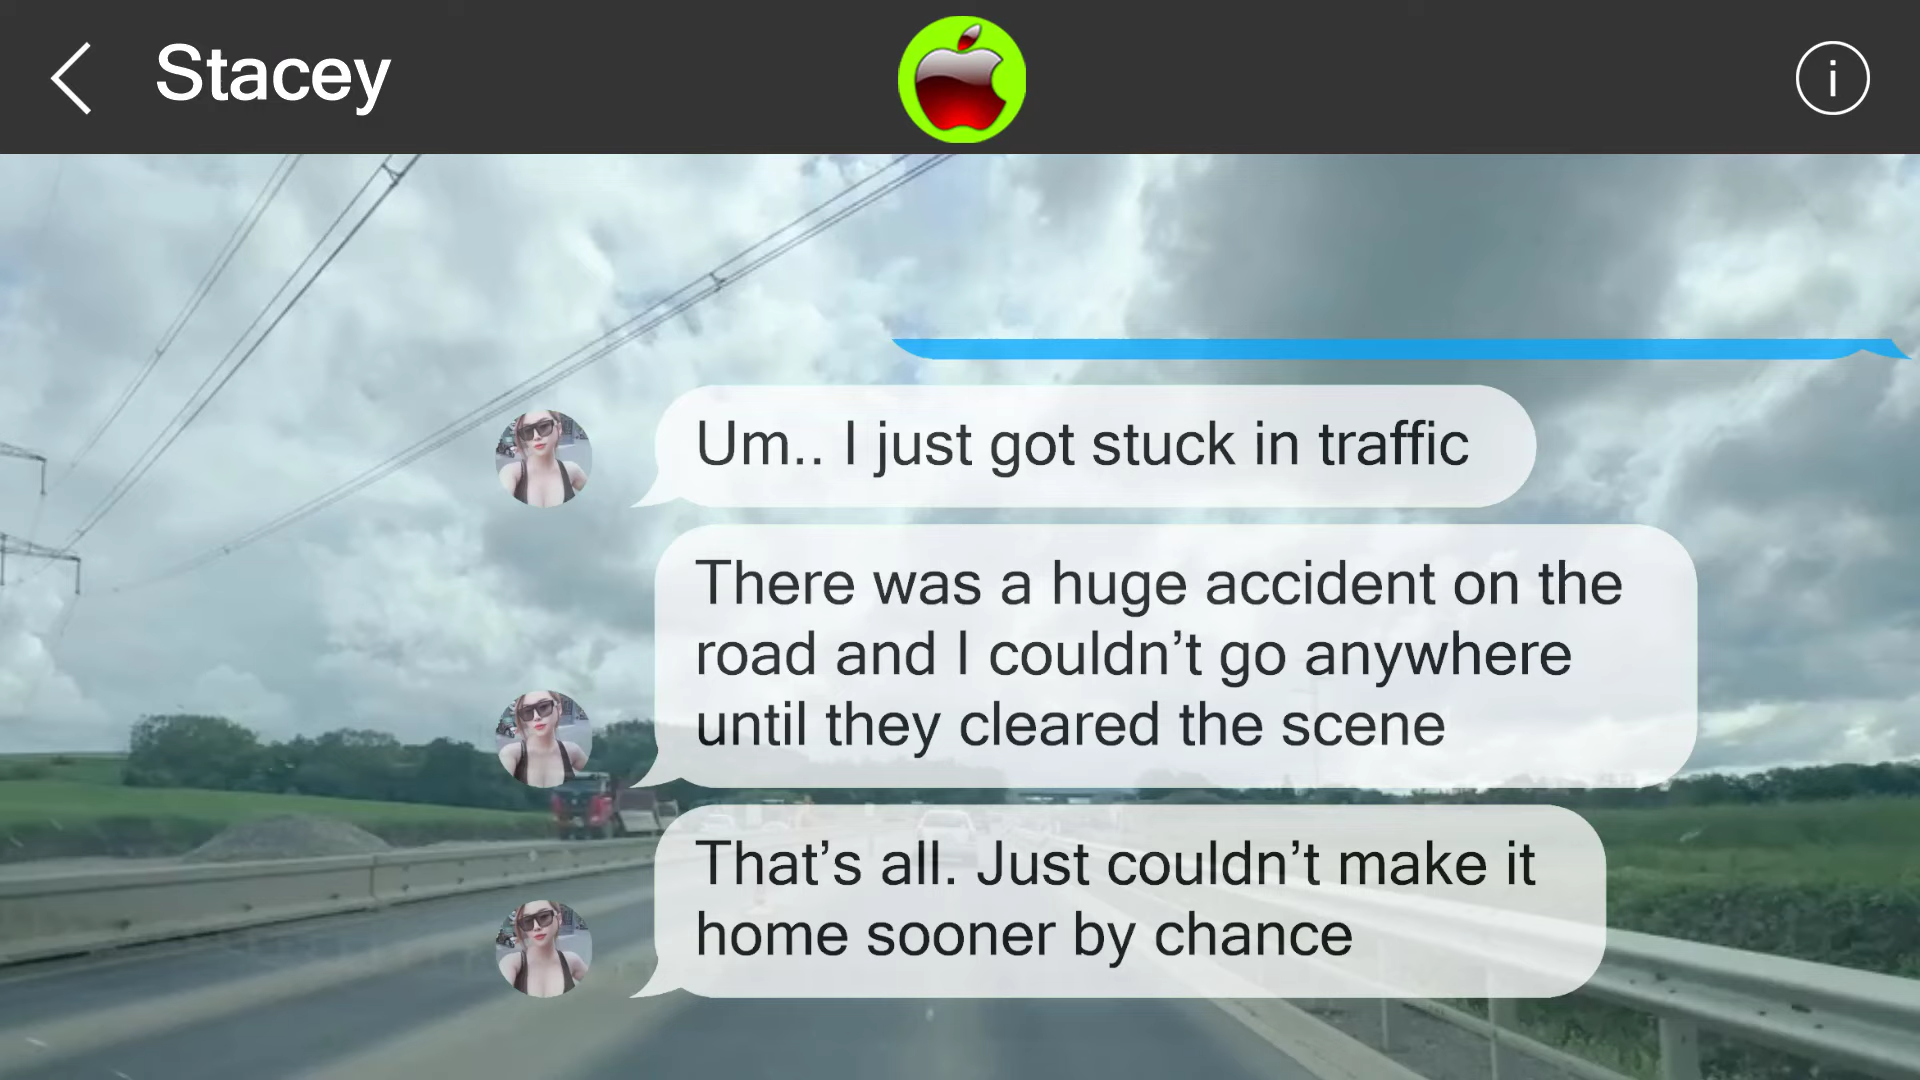 Stacey
i
Um.. I just got stuck in traffic
There was a huge accident on the
road and I couldn’t go anywhere
until they cleared the scene
That’s all. Just couldn’t make it
home sooner by chance